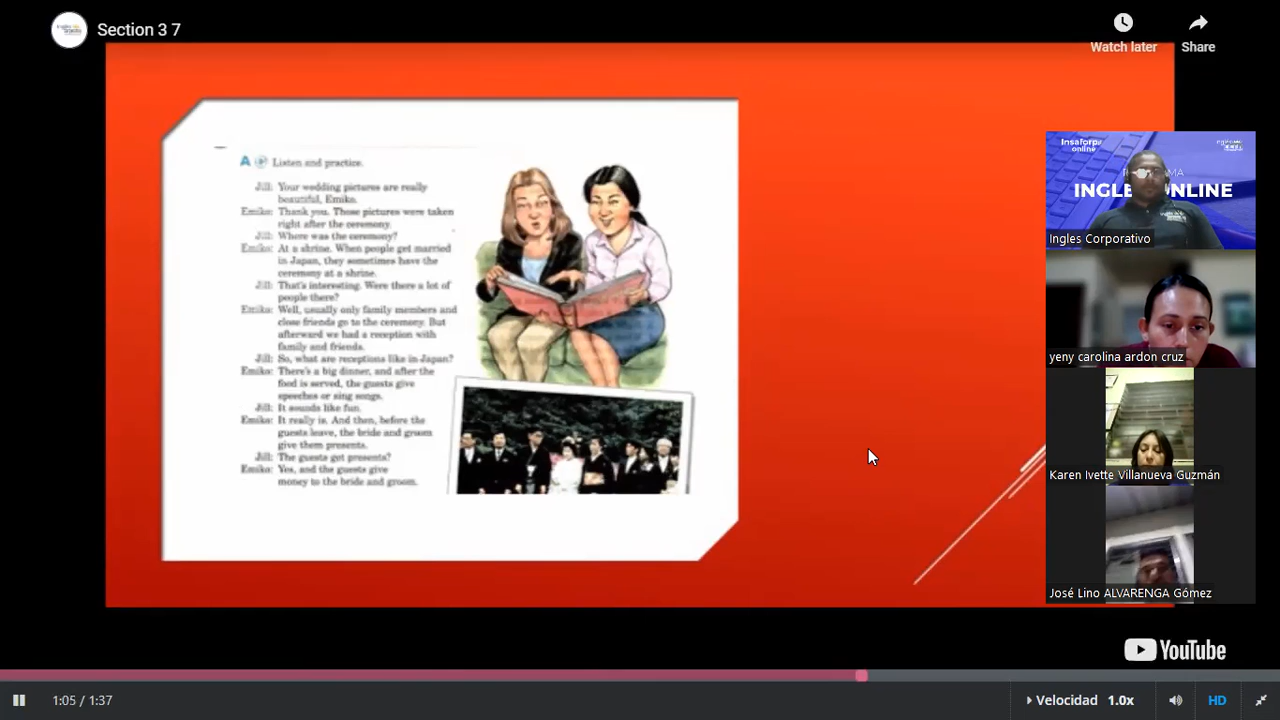 Section 3 7
Watch later
Share
A Listen and practice.
Jill: Your wedding pictures are really
beautiful, Emiko.
Emiko: Thank you. Those pictures were taken
right after the ceremony.
Jill: Where was the ceremony?
Emiko: At a shrine. When people get married
in Japan, they sometimes have the
ceremony at a shrine.
Jill: That's interesting. Were there a lot of
people there?
Emiko: Well, usually only family members and
close friends go to the ceremony. But
afterward we had a reception with
family and friends.
Jill: So, what are receptions like in Japan?
Emiko: There's a big dinner, and after the
food is served, the guests give
speeches or sing songs.
Jill: It sounds like fun.
Emiko: It really is. And then, before the
guests leave, the bride and groom
give them presents.
Jill: The guests get presents?
Emiko: Yes, and the guests give
money to the bride and groom.
Insaforp
online
INGLE ONLINE
Ingles Corporativo
yeny carolina ardon cruz
Karen Ivette Villanueva Guzmán
José Lino ALVARENGA Gómez
YouTube
1:05 / 1:37
Velocidad 1.0x
HD